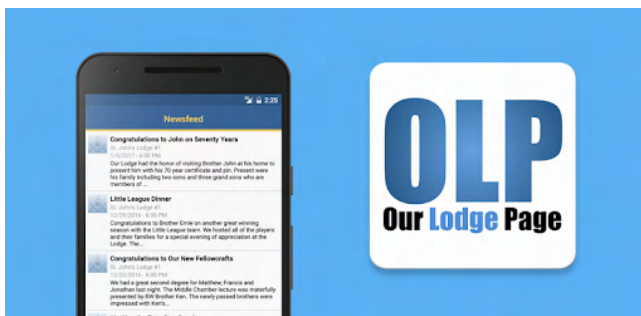 2:25
Newsfeed
Congratulations to John on Seventy Years
St. John's Lodge #1
1/5/2017 - 6:00 PM
Our Lodge had the honor of visiting Brother John at his home to
present him with his 70 year certificate and pin. Present were
his family including two sons and three grand sons who are
members of ...
Little League Dinner
St. John's Lodge #1
12/29/2016 - 6:00 PM
Congratulations to Brother Ernie on another great winning
season with the Little League team. We hosted all of the players
and their families for a special evening of appreciation at the
Lodge. The...
Congratulations to Our New Fellowcrafts
St. John's Lodge #1
12/22/2016 - 6:00 PM
We had a great second degree for Matthew, Francis and
Jonathan last night. The Middle Chamber lecture was materfully
presented by RW Brother Ken. The newly passed brothers were
impressed with Ken's...
OLP
Our Lodge Page